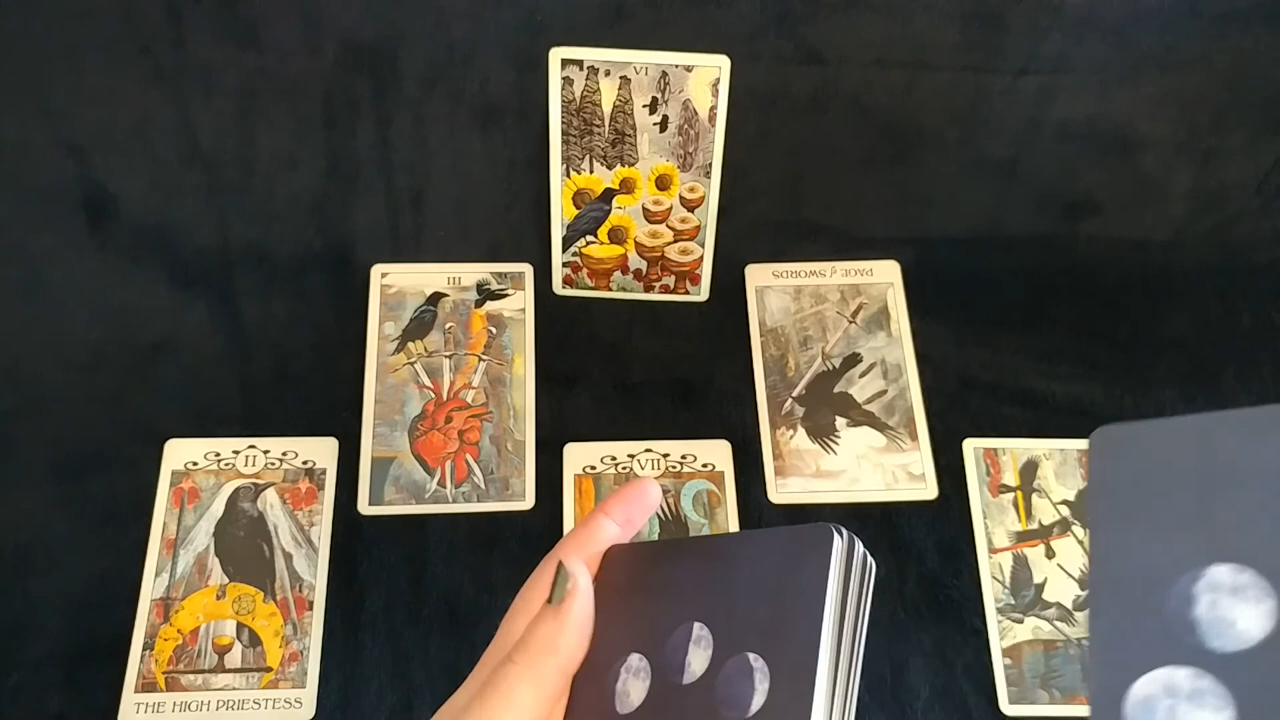 VI
III
PAGE of SWORDS
II
VII
THE HIGH PRIESTESS